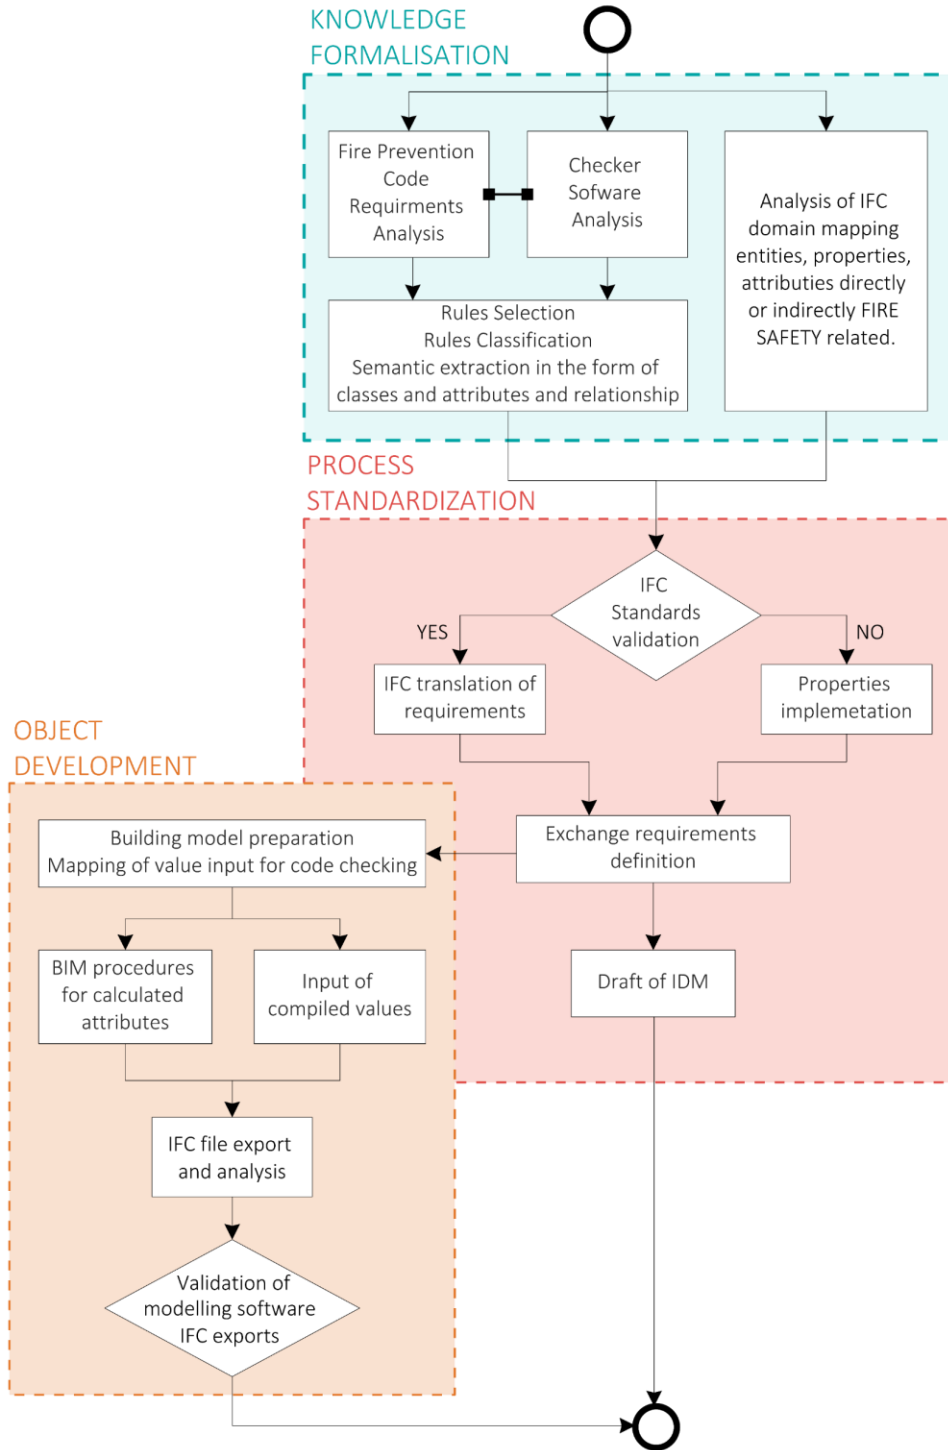 KNOWLEDGE
FORMALISATION
Fire Prevention
Code
Requirments
Analysis
Checker
Sofware
Analysis
Analysis of IFC
domain mapping
entities, properties,
attributies directly
or indirectly FIRE
SAFETY related.
Rules Selection
Rules Classification
Semantic extraction in the form of
classes and attributes and relationship
PROCESS
STANDARDIZATION
IFC
Standards
validation
YES
NO
IFC translation of
requirements
Properties
implemetation
OBJECT
DEVELOPMENT
Building model preparation
Mapping of value input for code checking
Exchange requirements
definition
BIM procedures
for calculated
attributes
Input of
compiled values
Draft of IDM
IFC file export
and analysis
Validation of
modelling software
IFC exports